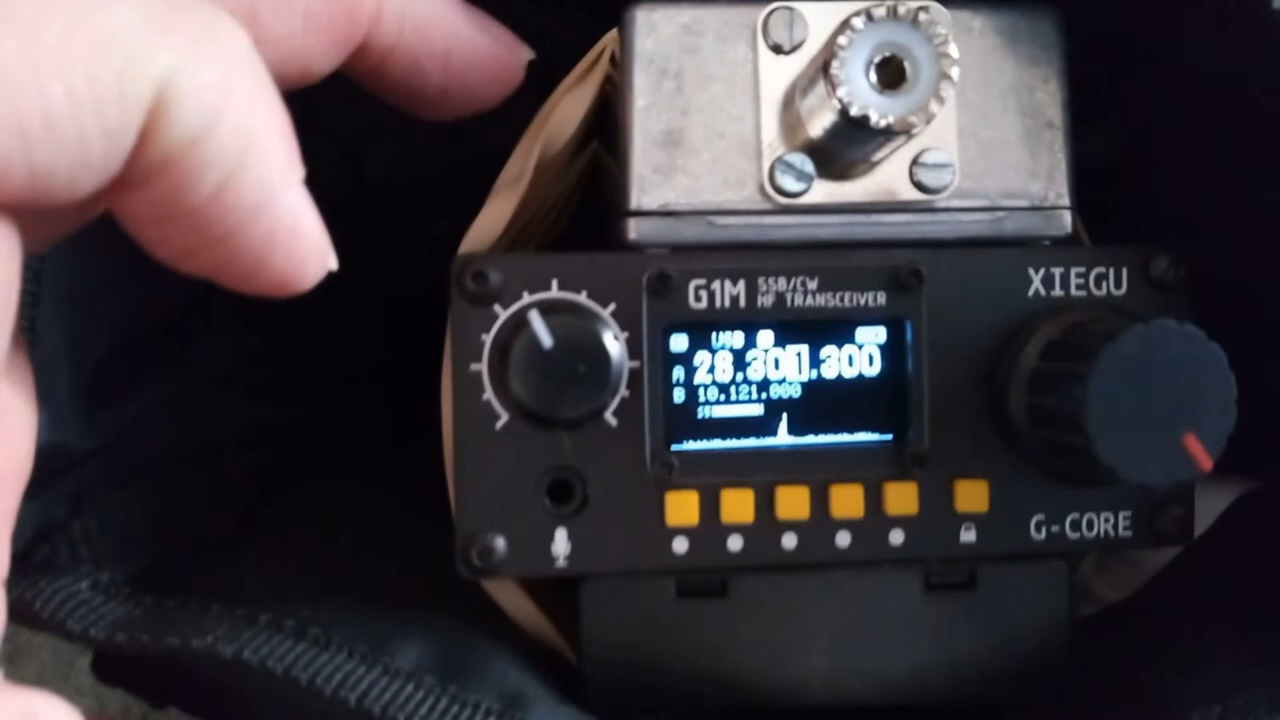 G1M
SSB/CW
HF TRANSCEIVER
XIEGU
USB
A 28.301.300
B 10.121.000
G-CORE